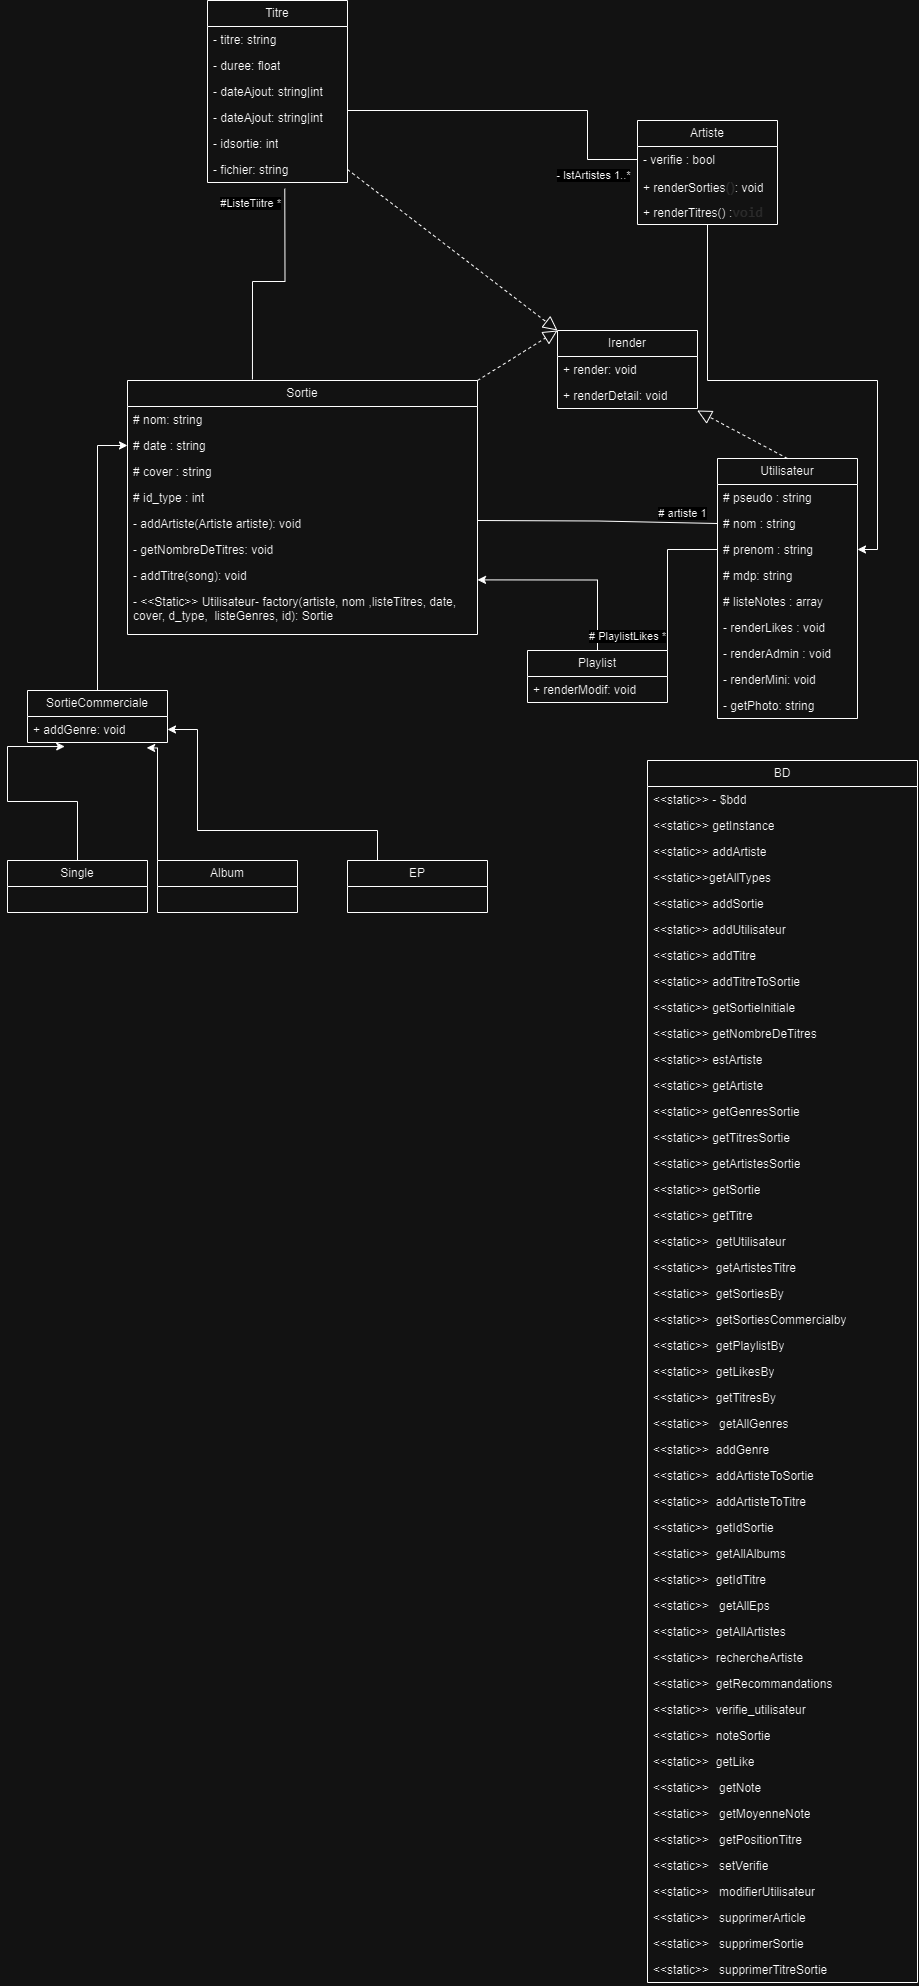 Titre
- titre: string
- duree: float
- dateAjout: string|int
- dateAjout: string|int
- idsortie: int
- fichier: string
Artiste
- verifie : bool
+ renderSorties(): void
+ renderTitres() :void
- lstArtistes 1..*
#ListeTiitre *
Irender
+ render: void
+ renderDetail: void
Sortie
# nom: string
# date : string
# cover : string
# id_type : int
- addArtiste(Artiste artiste): void
- getNombreDeTitres: void
- addTitre(song): void
- <<Static>> Utilisateur- factory(artiste, nom ,listeTitres, date,
cover, d_type,  listeGenres, id): Sortie
# artiste 1
Utilisateur
# pseudo : string
# nom : string
# prenom : string
# mdp: string
# listeNotes : array
- renderLikes : void
- renderAdmin : void
- renderMini: void
- getPhoto: string
# PlaylistLikes *
Playlist
+ renderModif: void
SortieCommerciale
+ addGenre: void
Single
Album
EP
BD
<<static>> - $bdd
<<static>> getInstance
<<static>> addArtiste
<<static>>getAllTypes
<<static>> addSortie
<<static>> addUtilisateur
<<static>> addTitre
<<static>> addTitreToSortie
<<static>> getSortieInitiale
<<static>> getNombreDeTitres
<<static>> estArtiste
<<static>> getArtiste
<<static>> getGenresSortie
<<static>> getTitresSortie
<<static>> getArtistesSortie
<<static>> getSortie
<<static>> getTitre
<<static>>  getUtilisateur
<<static>>  getArtistesTitre
<<static>>  getSortiesBy
<<static>>  getSortiesCommercialby
<<static>>  getPlaylistBy
<<static>>  getLikesBy
<<static>>  getTitresBy
<<static>>   getAllGenres
<<static>>  addGenre
<<static>>  addArtisteToSortie
<<static>>  addArtisteToTitre
<<static>>  getIdSortie
<<static>>  getAllAlbums
<<static>>  getIdTitre
<<static>>   getAllEps
<<static>>  getAllArtistes
<<static>>  rechercheArtiste
<<static>>  getRecommandations
<<static>>  verifie_utilisateur
<<static>>  noteSortie
<<static>>  getLike
<<static>>   getNote
<<static>>   getMoyenneNote
<<static>>   getPositionTitre
<<static>>   setVerifie
<<static>>   modifierUtilisateur
<<static>>   supprimerArticle
<<static>>   supprimerSortie
<<static>>   supprimerTitreSortie